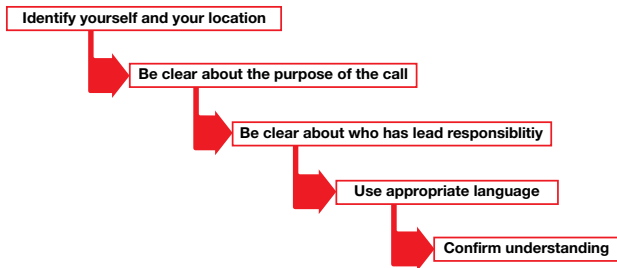 Identify yourself and your location
Be clear about the purpose of the call
Be clear about who has lead responsiblitiy
Use appropriate language
Confirm understanding